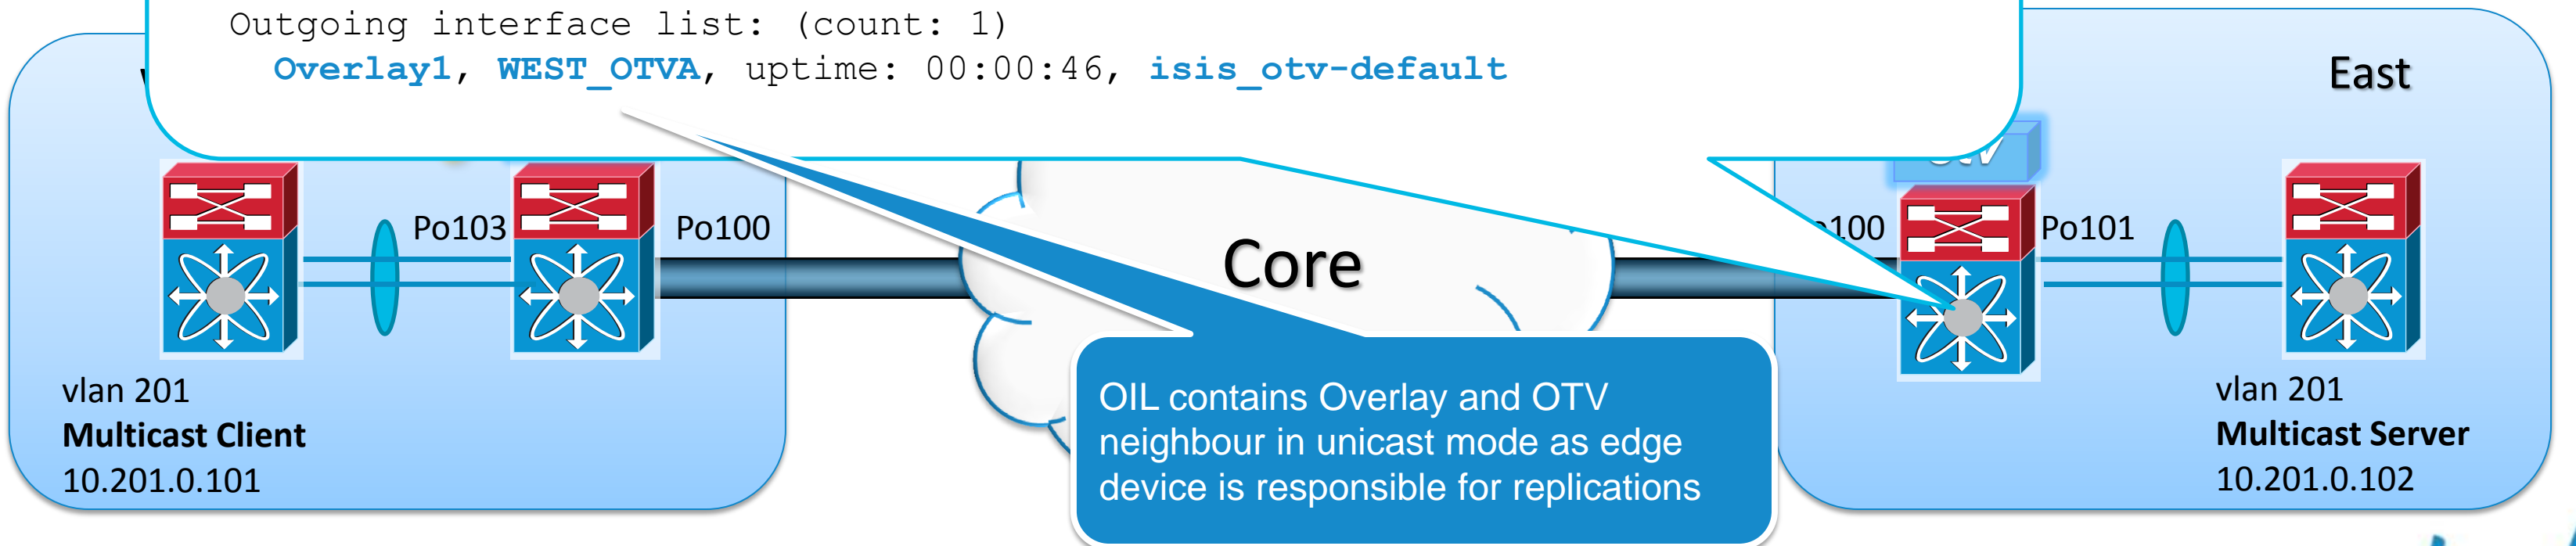 Outgoing interface list: (count: 1)
Overlay1, WEST_OTVA, uptime: 00:00:46, isis_otv-default
East
Po103
Po100
Core
Po101
OIL contains Overlay and OTV
neighbour in unicast mode as edge
device is responsible for replications
vlan 201
Multicast Client
10.201.0.101
vlan 201
Multicast Server
10.201.0.102